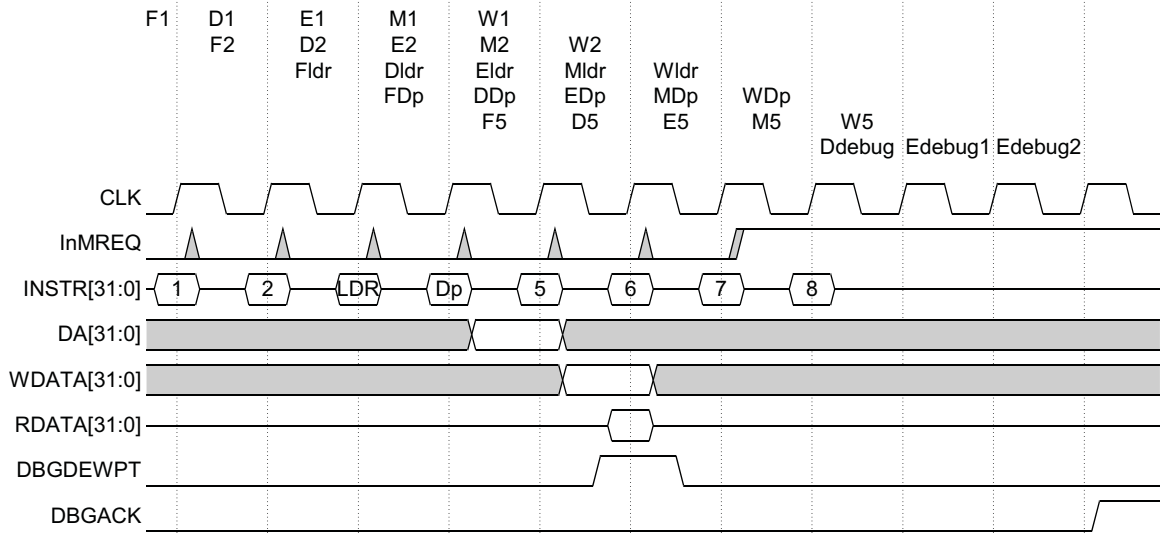 F1 D1 E1 M1 W1
F2 D2 E2 M2 W2
Fldr Dldr Eldr Mldr Wldr
FDp DDp EDp MDp WDp
F5 D5 E5 M5 W5
Ddebug Edebug1 Edebug2
CLK
InMREQ
INSTR[31:0] 1 2 LDR Dp 5 6 7 8
DA[31:0]
WDATA[31:0]
RDATA[31:0]
DBGDEWPT
DBGACK